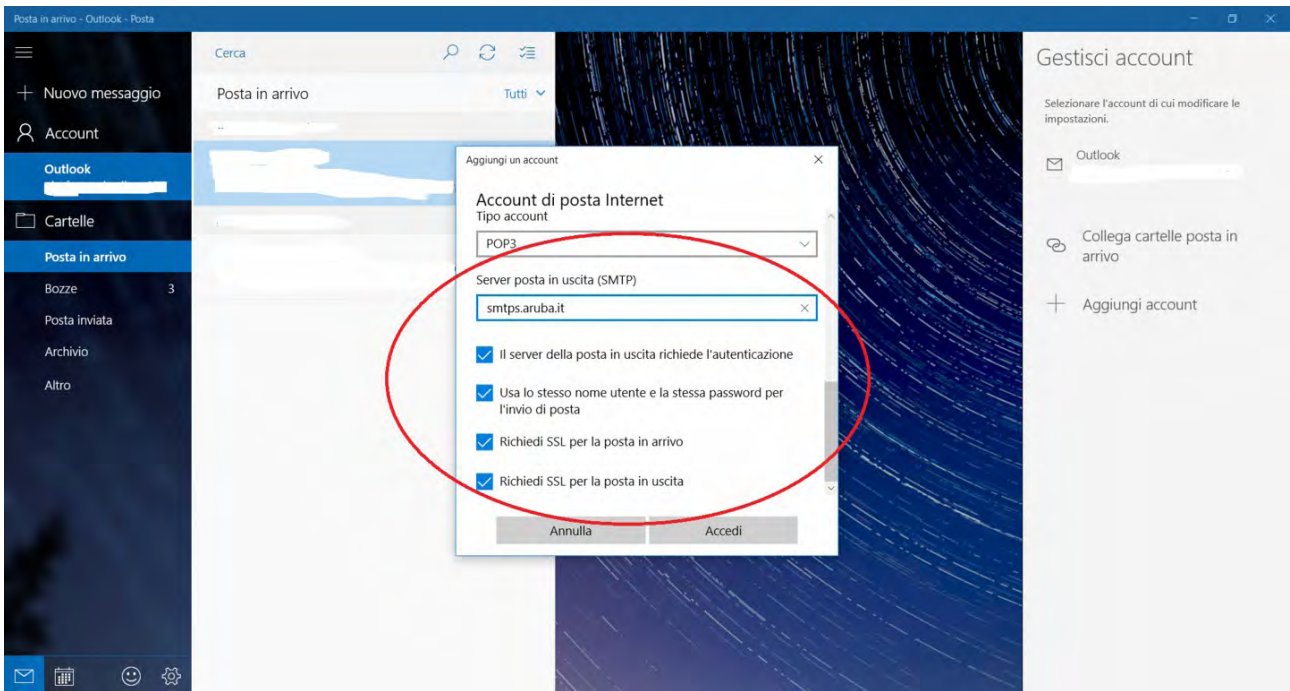 Posta in arrivo - Outlook - Posta
Nuovo messaggio
Account
Outlook
Cartelle
Posta in arrivo
Bozze 3
Posta inviata
Archivio
Altro
Cerca
Posta in arrivo Tutti
Aggiungi un account
Account di posta Internet
Tipo account
POP3
Server posta in uscita (SMTP)
smtps.aruba.it
Il server della posta in uscita richiede l'autenticazione
Usa lo stesso nome utente e la stessa password per
l'invio di posta
Richiedi SSL per la posta in arrivo
Richiedi SSL per la posta in uscita
Annulla Accedi
Gestisci account
Selezionare l'account di cui modificare le
impostazioni.
Outlook
Collega cartelle posta in
arrivo
Aggiungi account